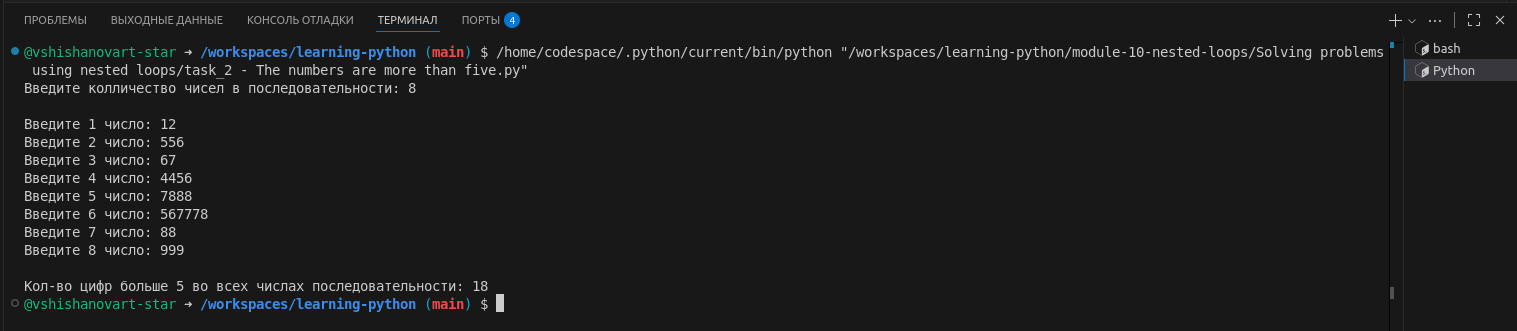 ПРОБЛЕМЫ ВЫХОДНЫЕ ДАННЫЕ КОНСОЛЬ ОТЛАДКИ ТЕРМИНАЛ ПОРТЫ 4
@vshishanovart-star ➜ /workspaces/learning-python (main) $ /home/codespace/.python/current/bin/python "/workspaces/learning-python/module-10-nested-loops/Solving problems
using nested loops/task_2 - The numbers are more than five.py"
Введите колличество чисел в последовательности: 8
Введите 1 число: 12
Введите 2 число: 556
Введите 3 число: 67
Введите 4 число: 4456
Введите 5 число: 7888
Введите 6 число: 567778
Введите 7 число: 88
Введите 8 число: 999
Кол-во цифр больше 5 во всех числах последовательности: 18
@vshishanovart-star ➜ /workspaces/learning-python (main) $
bash
Python